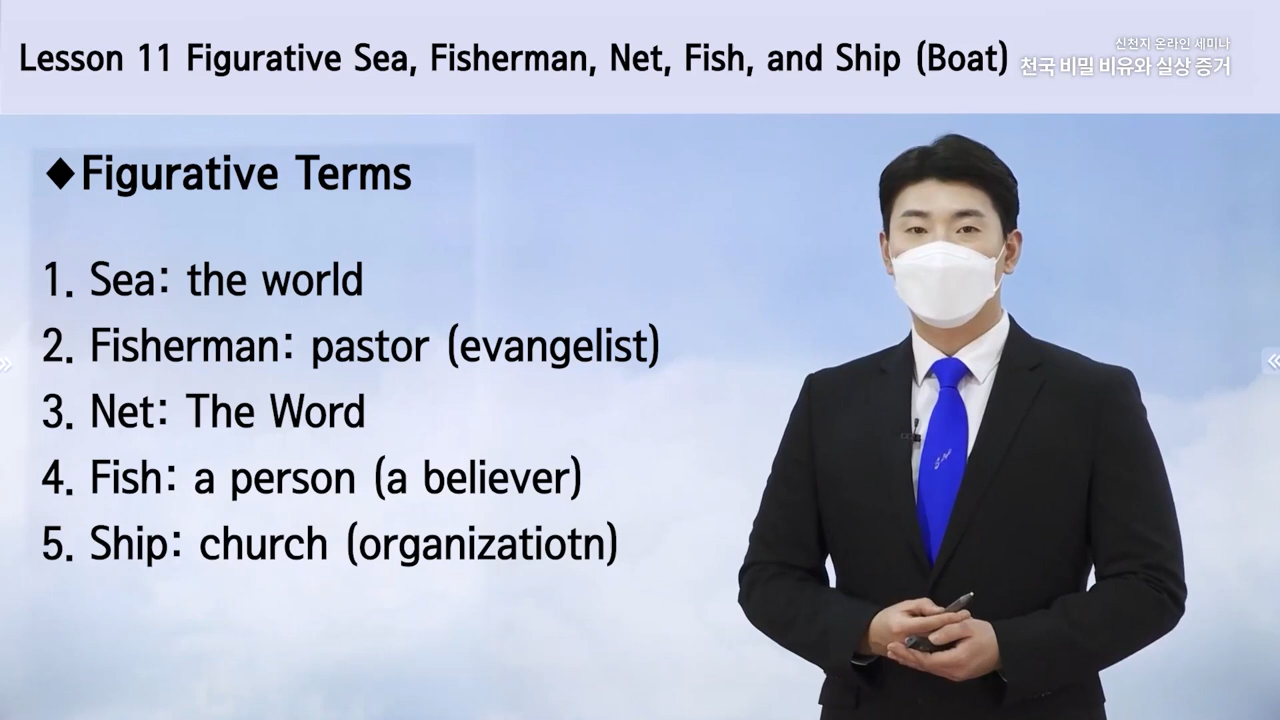 Lesson 11 Figurative Sea, Fisherman, Net, Fish, and Ship (Boat)
신천지 온라인 세미나
천국 비밀 비유와 실상 증거
◆Figurative Terms
1. Sea: the world
2. Fisherman: pastor (evangelist)
3. Net: The Word
4. Fish: a person (a believer)
5. Ship: church (organizatiotn)